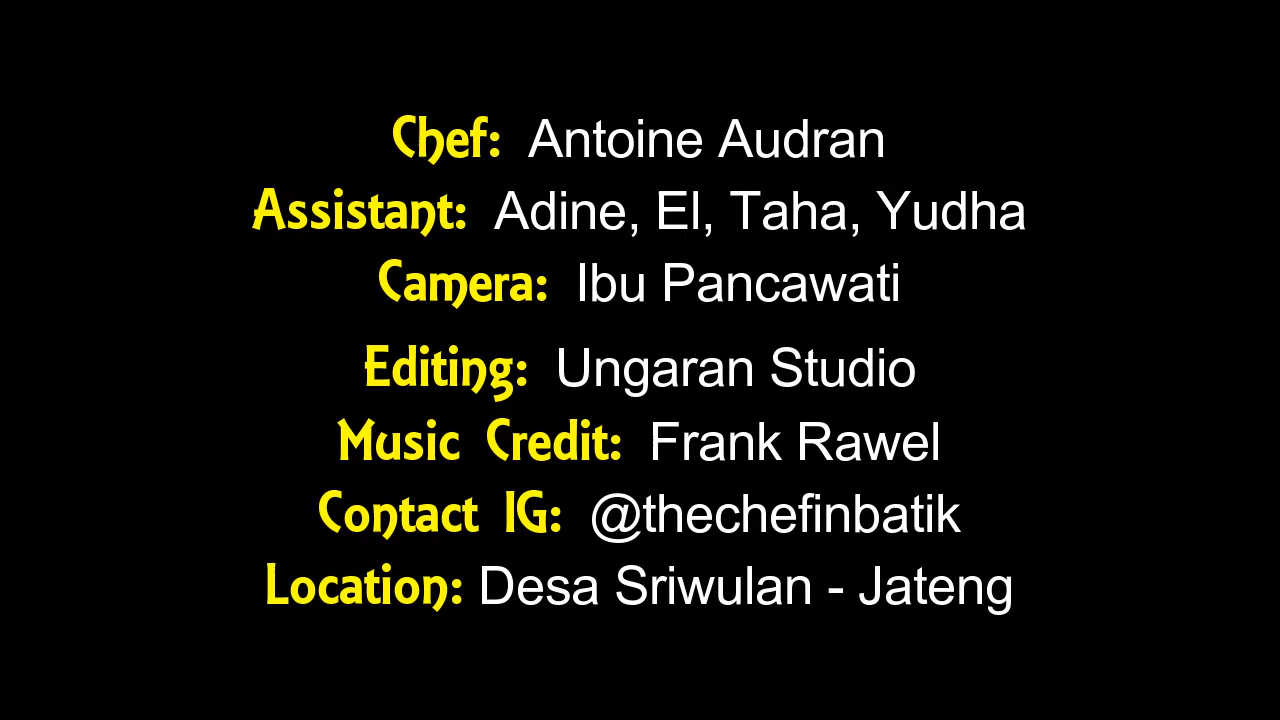 Chef: Antoine Audran
Assistant: Adine, El, Taha, Yudha
Camera: Ibu Pancawati
Editing: Ungaran Studio
Music Credit: Frank Rawel
Contact IG: @thechefinbatik
Location: Desa Sriwulan - Jateng